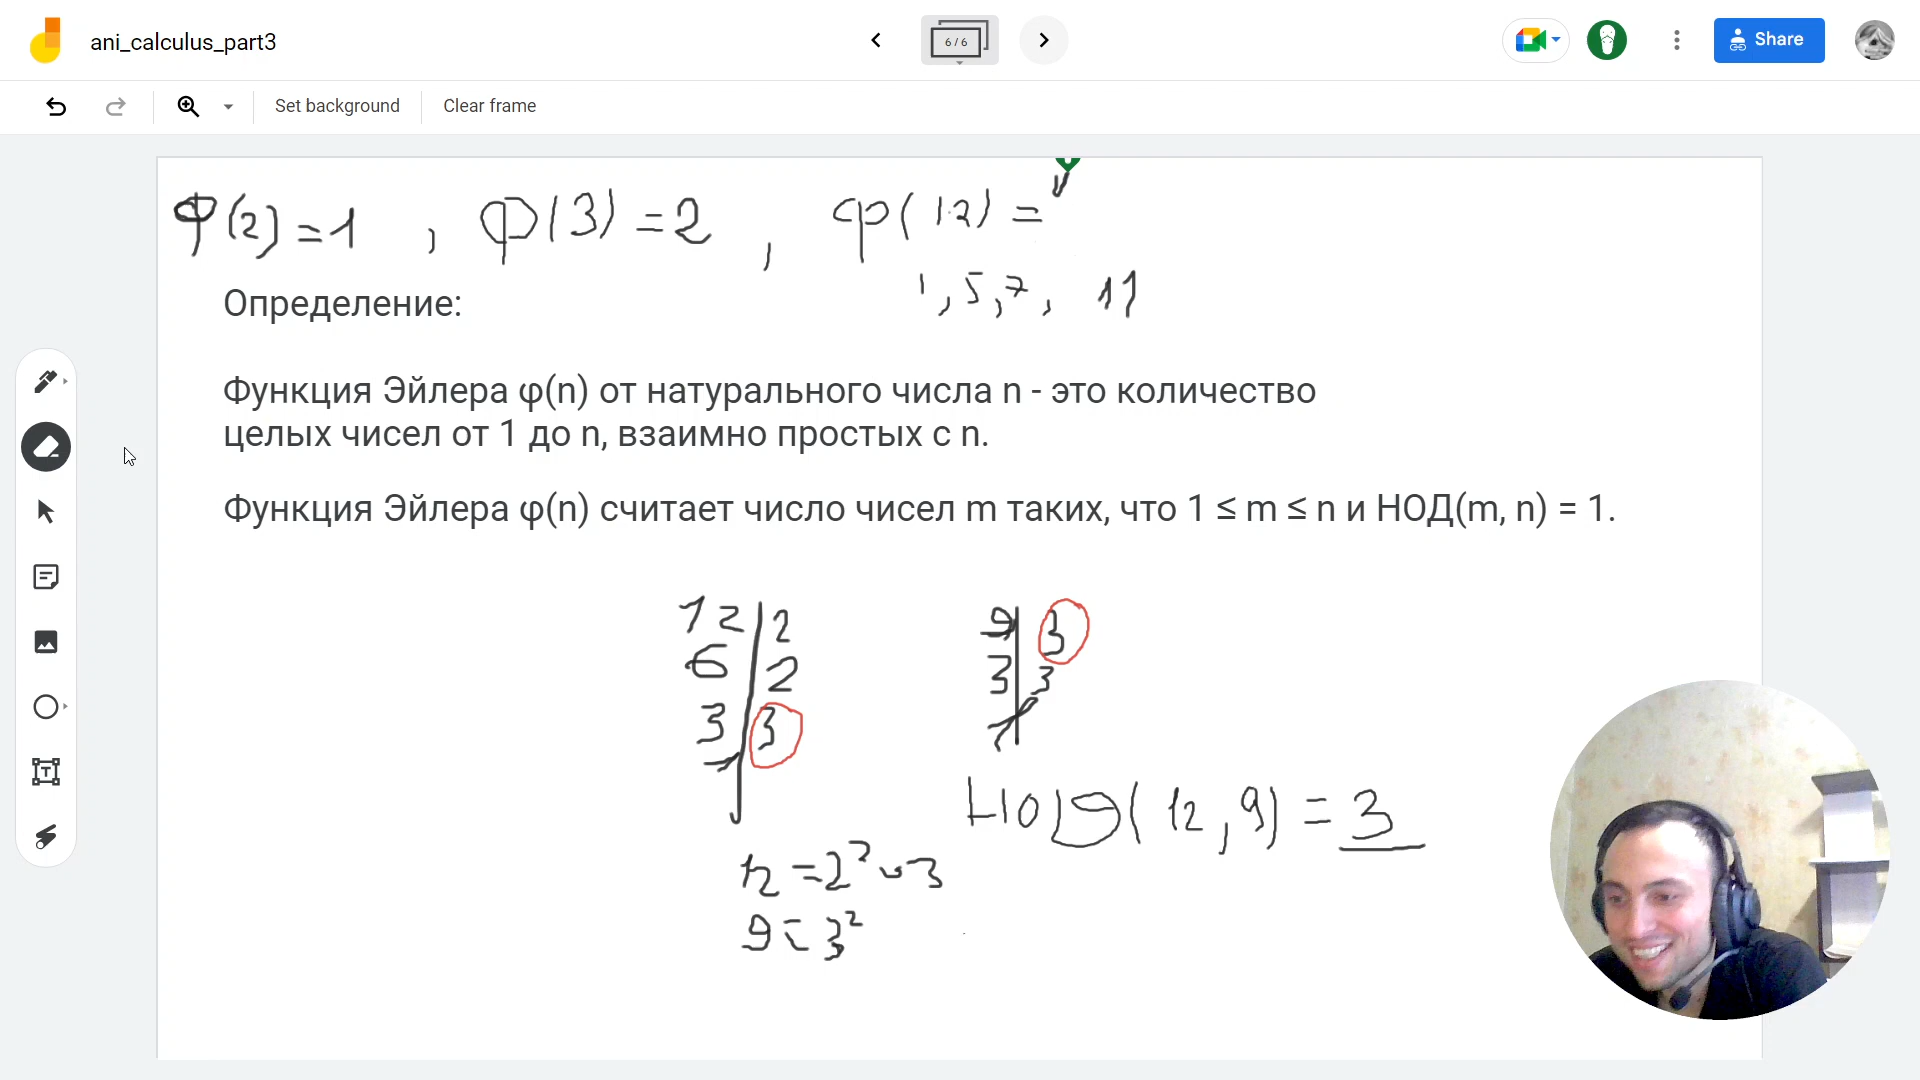 ani_calculus_part3
6 / 6
Share
Set background
Clear frame
φ(2) = 1 , φ(3) = 2 , φ(12) =
1, 5, 7, 11
Определение:
Функция Эйлера φ(n) от натурального числа n - это количество
целых чисел от 1 до n, взаимно простых с n.
Функция Эйлера φ(n) считает число чисел m таких, что 1 ≤ m ≤ n и НОД(m, n) = 1.
12 | 2
6 | 2
3 | 3
1
9 | 3
3 | 3
1
НОД(12, 9) = 3
12 = 2² · 3
9 = 3²